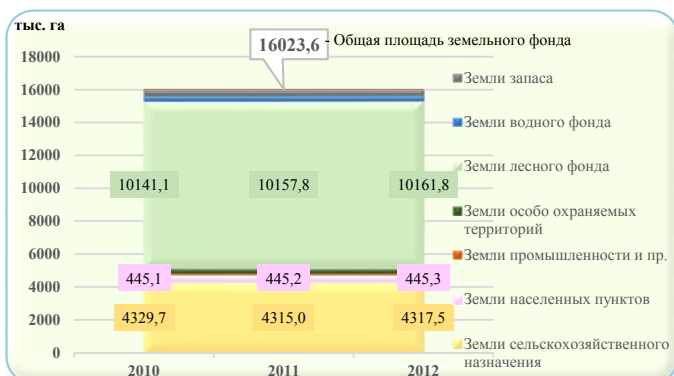 тыс. га
16023,6
- Общая площадь земельного фонда
18000
16000
14000
12000
10000
8000
6000
4000
2000
0
10141,1 10157,8 10161,8
445,1 445,2 445,3
4329,7 4315,0 4317,5
2010 2011 2012
Земли запаса
Земли водного фонда
Земли лесного фонда
Земли особо охраняемых
территорий
Земли промышленности и пр.
Земли населенных пунктов
Земли сельскохозяйственного
назначения